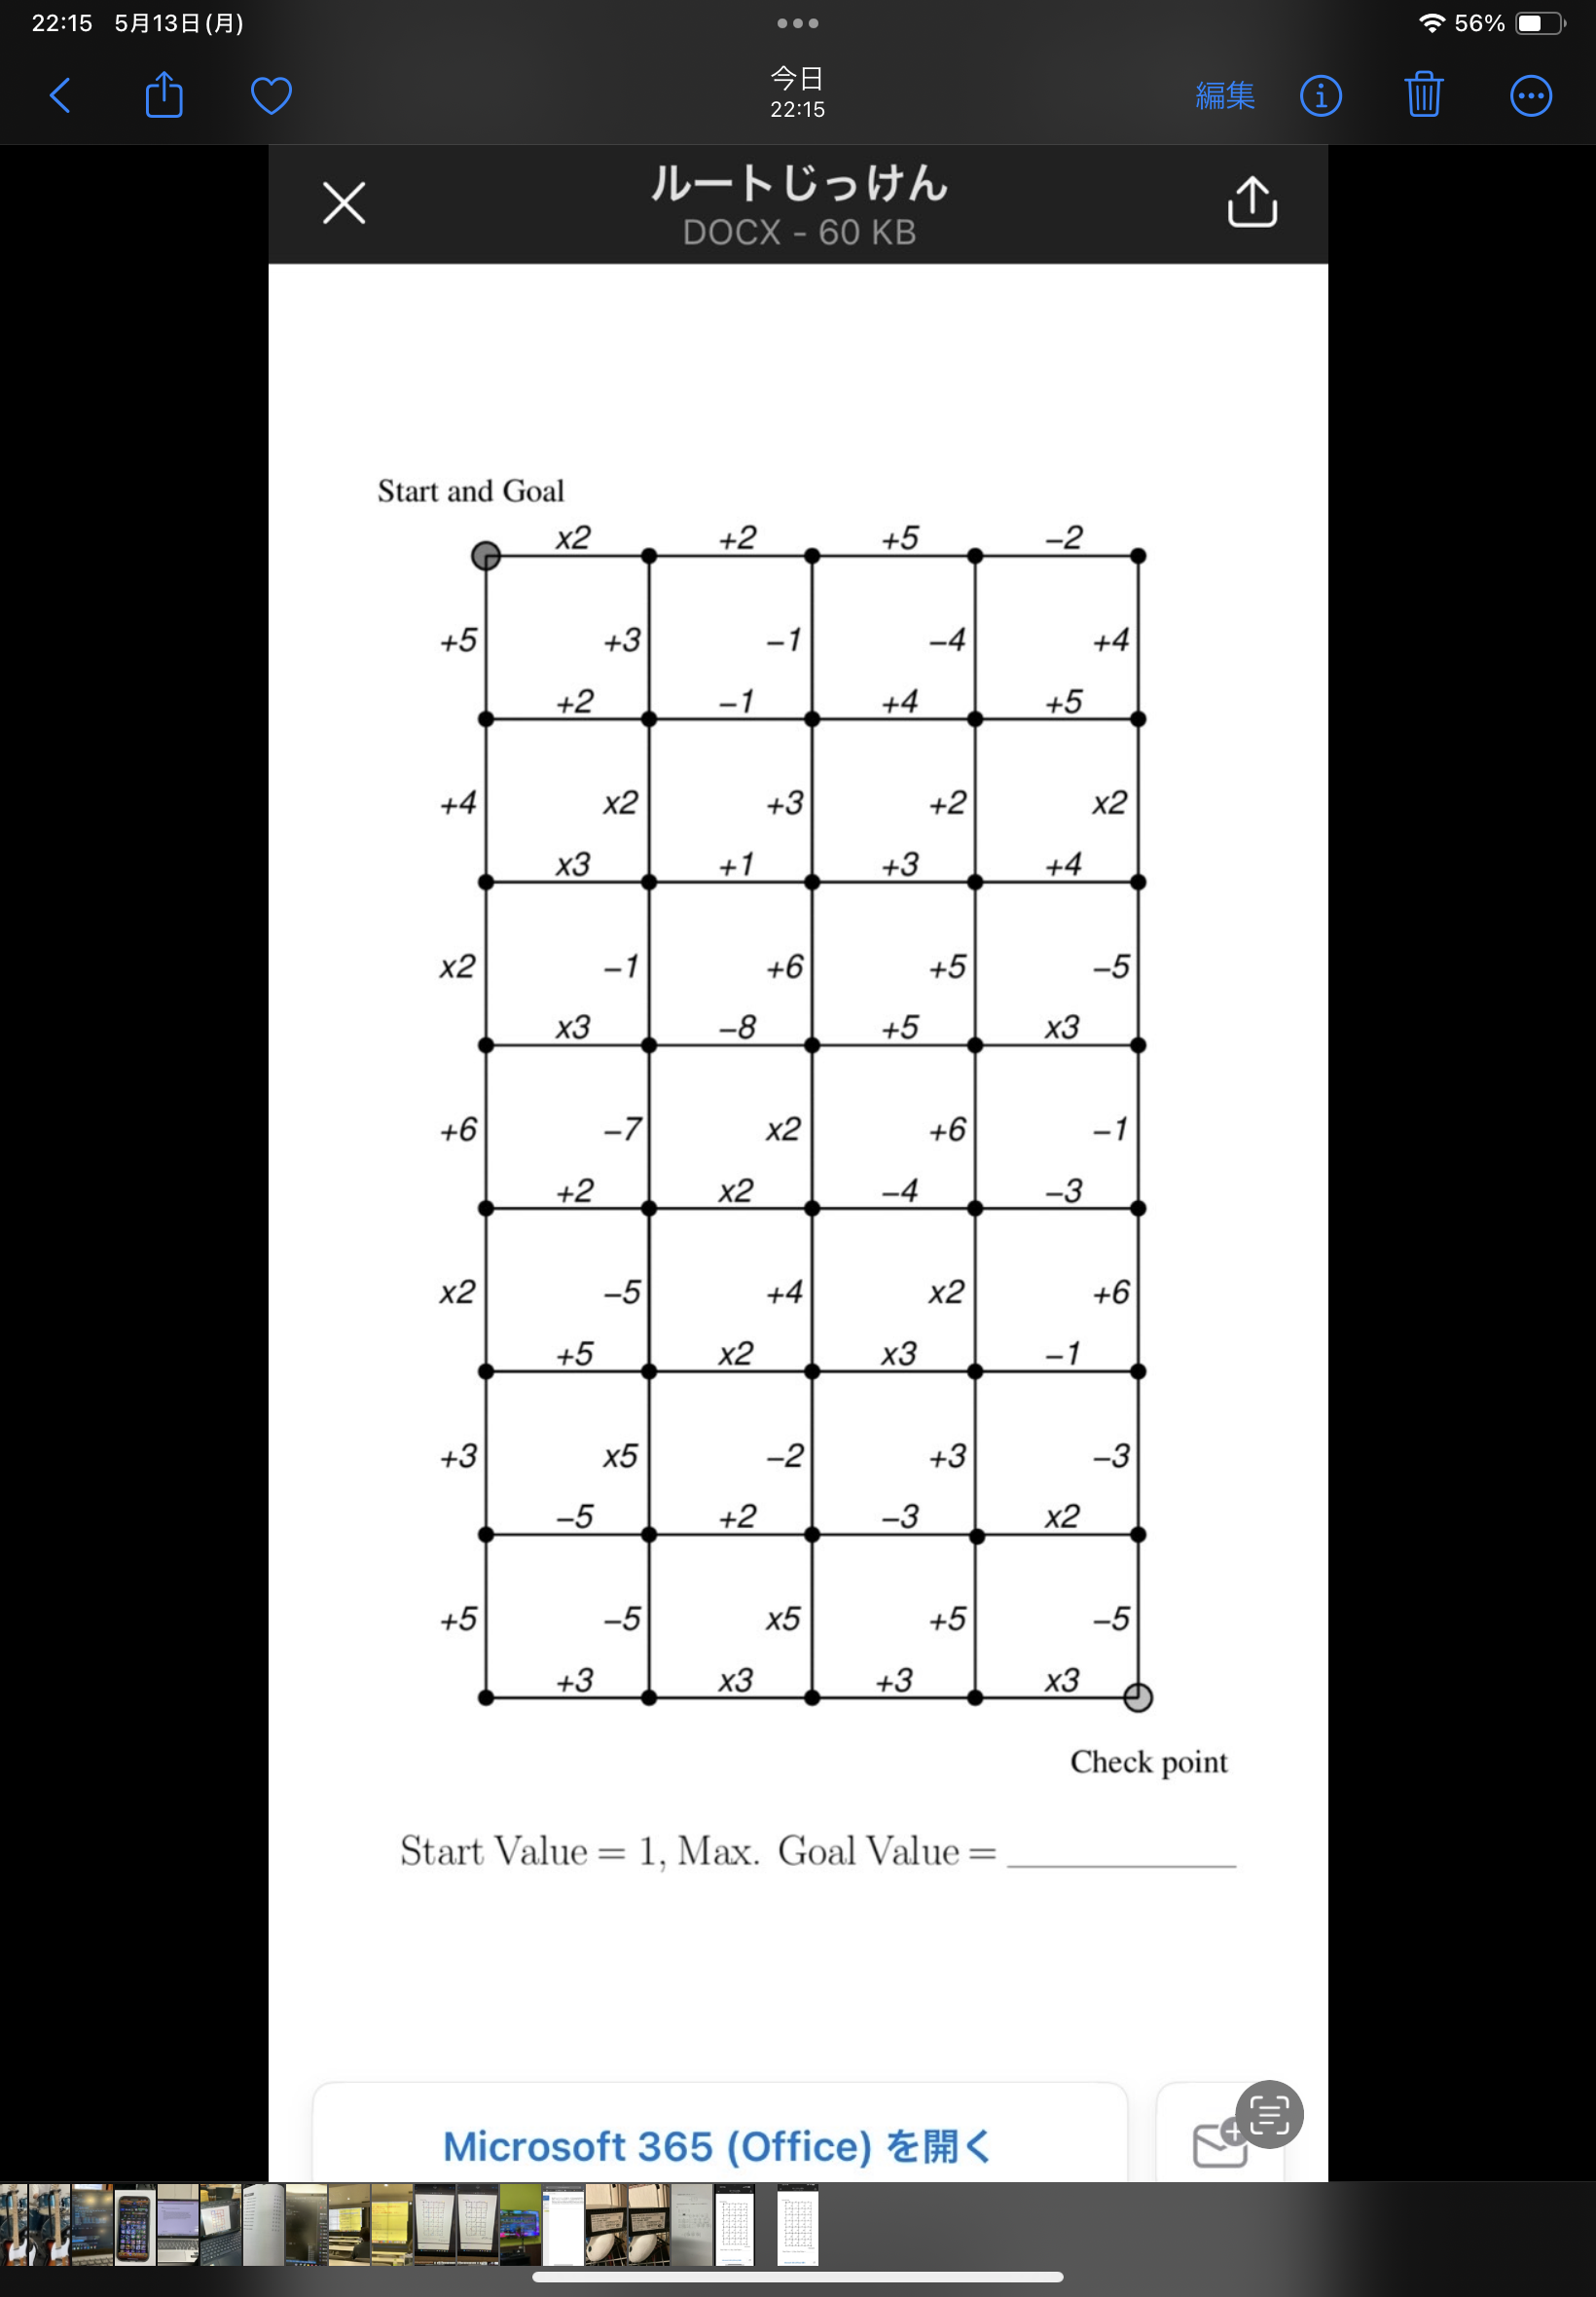 22:15 5月13日(月)
56%
今日
22:15
編集
ルートじっけん
DOCX - 60 KB
Start and Goal
x2 +2 +5 −2
+5 +3 −1 −4 +4
+2 −1 +4 +5
+4 x2 +3 +2 x2
x3 +1 +3 +4
x2 −1 +6 +5 −5
x3 −8 +5 x3
+6 −7 x2 +6 −1
+2 x2 −4 −3
x2 −5 +4 x2 +6
+5 x2 x3 −1
+3 x5 −2 +3 −3
−5 +2 −3 x2
+5 −5 x5 +5 −5
+3 x3 +3 x3
Check point
Start Value = 1, Max. Goal Value =
Microsoft 365 (Office) を開く